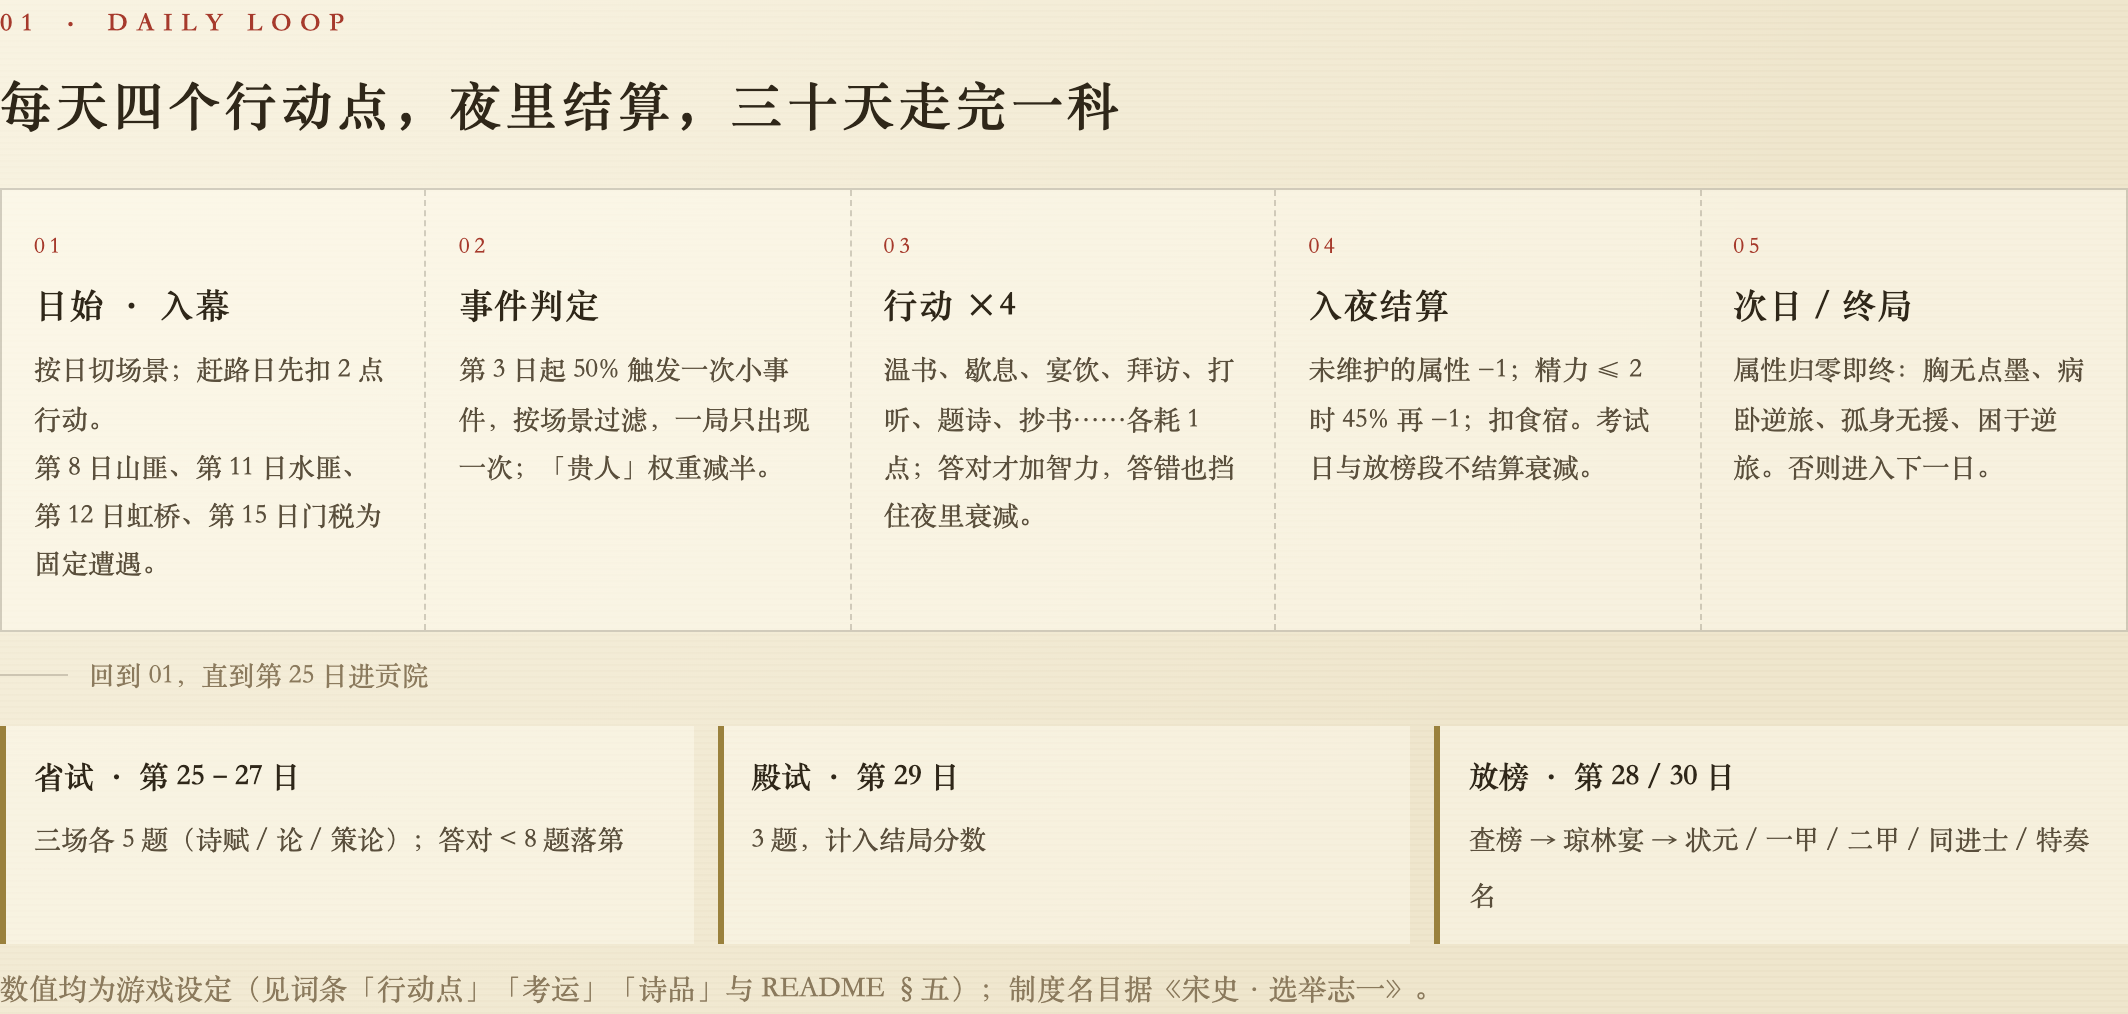 01 · DAILY LOOP
每天四个行动点，夜里结算，三十天走完一科
01
日始 · 入幕
按日切场景；赶路日先扣 2 点
行动。
第 8 日山匪、第 11 日水匪、
第 12 日虹桥、第 15 日门税为
固定遭遇。
02
事件判定
第 3 日起 50% 触发一次小事
件，按场景过滤，一局只出现
一次；「贵人」权重减半。
03
行动 ×4
温书、歇息、宴饮、拜访、打
听、题诗、抄书……各耗 1
点；答对才加智力，答错也挡
住夜里衰减。
04
入夜结算
未维护的属性 −1；精力 ≤ 2
时 45% 再 −1；扣食宿。考试
日与放榜段不结算衰减。
05
次日 / 终局
属性归零即终：胸无点墨、病
卧逆旅、孤身无援、困于逆
旅。否则进入下一日。
回到 01，直到第 25 日进贡院
省试 · 第 25 – 27 日
三场各 5 题（诗赋 / 论 / 策论）；答对 < 8 题落第
殿试 · 第 29 日
3 题，计入结局分数
放榜 · 第 28 / 30 日
查榜 → 琼林宴 → 状元 / 一甲 / 二甲 / 同进士 / 特奏
名
数值均为游戏设定（见词条「行动点」「考运」「诗品」与 README § 五）；制度名目据《宋史 · 选举志一》。